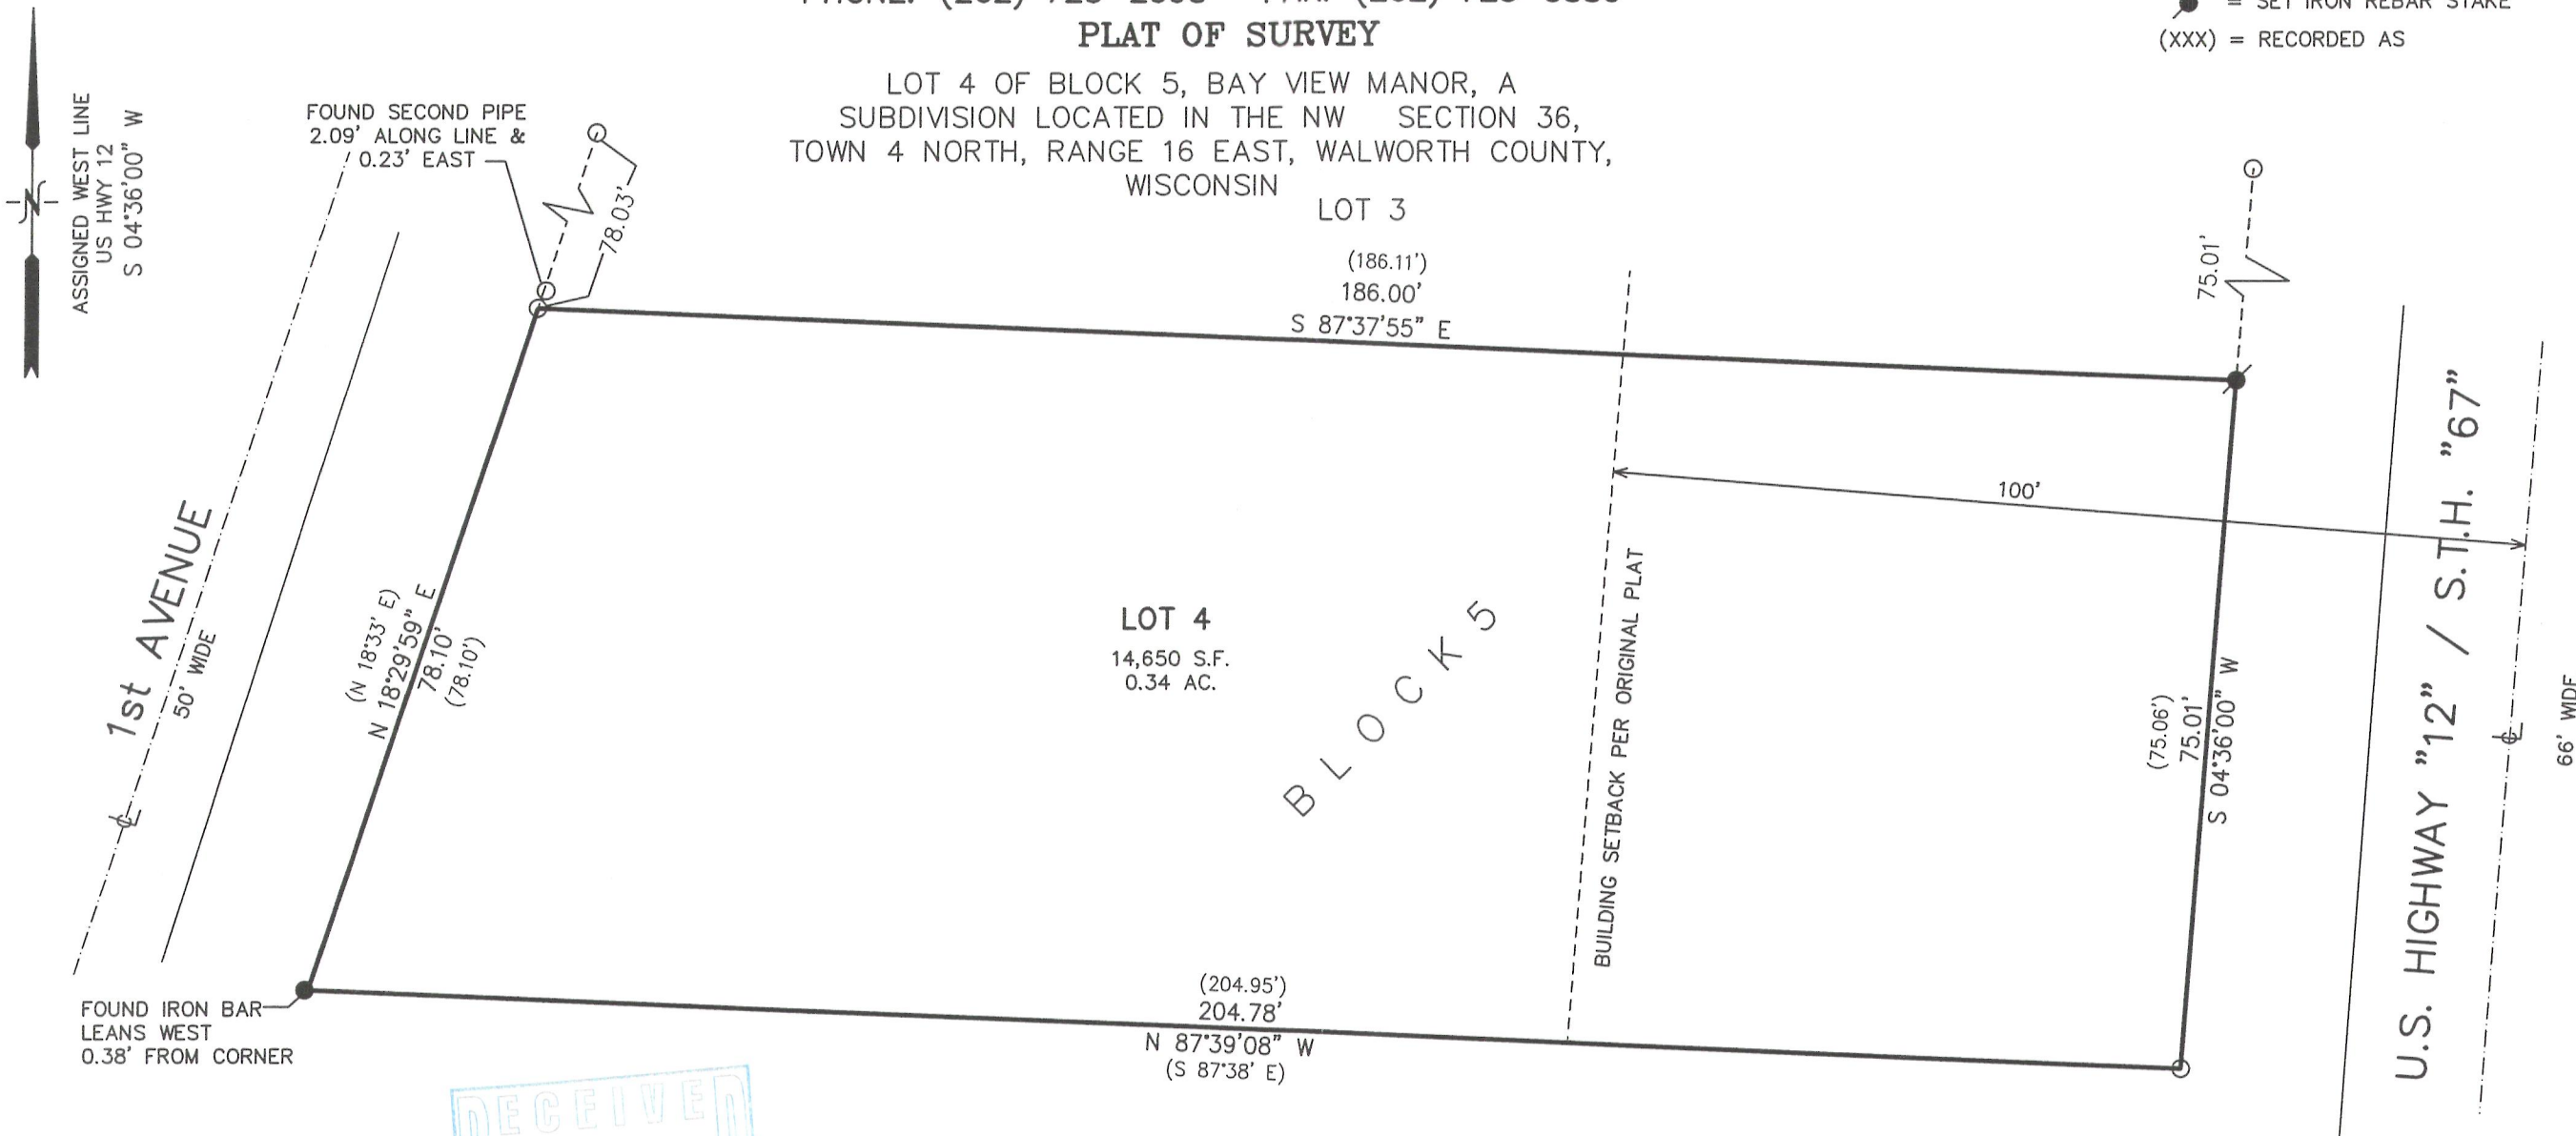 PLAT OF SURVEY
LOT 4 OF BLOCK 5, BAY VIEW MANOR, A
SUBDIVISION LOCATED IN THE NW SECTION 36,
TOWN 4 NORTH, RANGE 16 EAST, WALWORTH COUNTY,
WISCONSIN
= SET IRON REBAR STAKE
(XXX) = RECORDED AS
N
ASSIGNED WEST LINE
US HWY 12
S 04°36'00" W
FOUND SECOND PIPE
2.09' ALONG LINE &
0.23' EAST
78.03'
LOT 3
(186.11')
186.00'
S 87°37'55" E
75.01'
100'
1st AVENUE
50' WIDE
(N 18°33' E)
N 18°29'59" E
78.10'
(78.10')
LOT 4
14,650 S.F.
0.34 AC.
BLOCK 5
BUILDING SETBACK PER ORIGINAL PLAT
(75.06')
75.01'
S 04°36'00" W
U.S. HIGHWAY "12" / S.T.H. "67"
66' WIDE
FOUND IRON BAR
LEANS WEST
0.38' FROM CORNER
(204.95')
204.78'
N 87°39'08" W
(S 87°38' E)